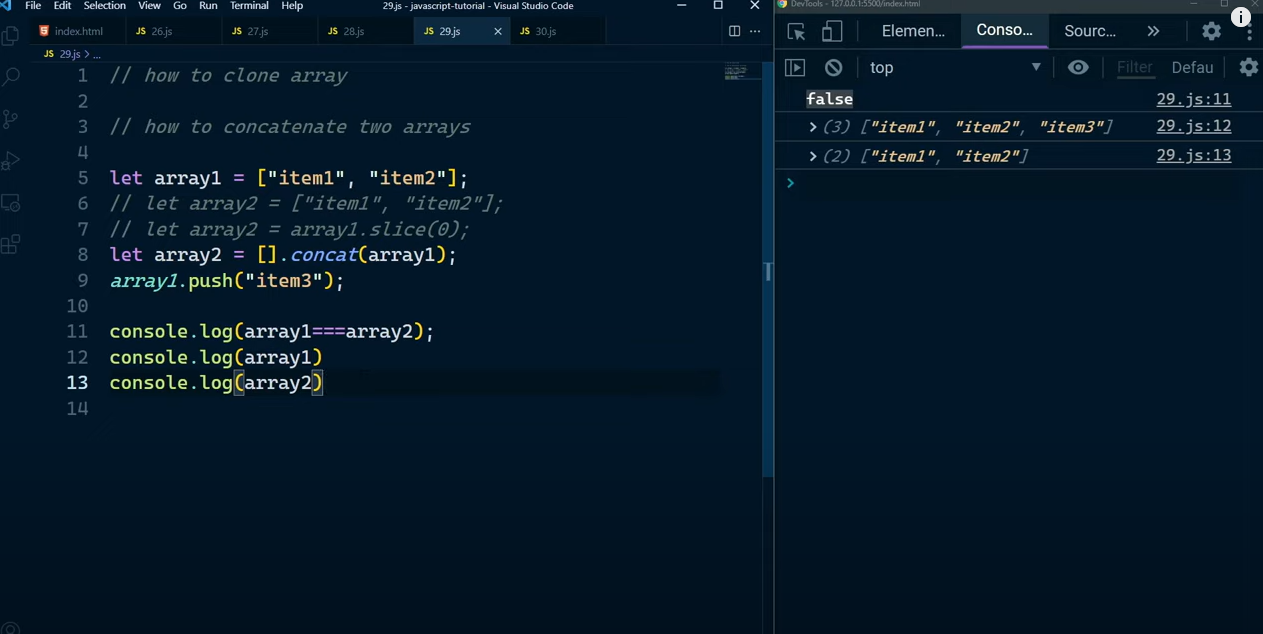 File Edit Selection View Go Run Terminal Help 29.js - javascript-tutorial - Visual Studio Code
index.html JS 26.js JS 27.js JS 28.js JS 29.js JS 30.js
JS 29.js > ...
1 // how to clone array
2
3 // how to concatenate two arrays
4
5 let array1 = ["item1", "item2"];
6 // let array2 = ["item1", "item2"];
7 // let array2 = array1.slice(0);
8 let array2 = [].concat(array1);
9 array1.push("item3");
10
11 console.log(array1===array2);
12 console.log(array1)
13 console.log(array2)
14
DevTools - 127.0.0.1:5500/index.html
Elemen... Conso... Sourc... »
top Filter Defau
false 29.js:11
(3) ["item1", "item2", "item3"] 29.js:12
(2) ["item1", "item2"] 29.js:13